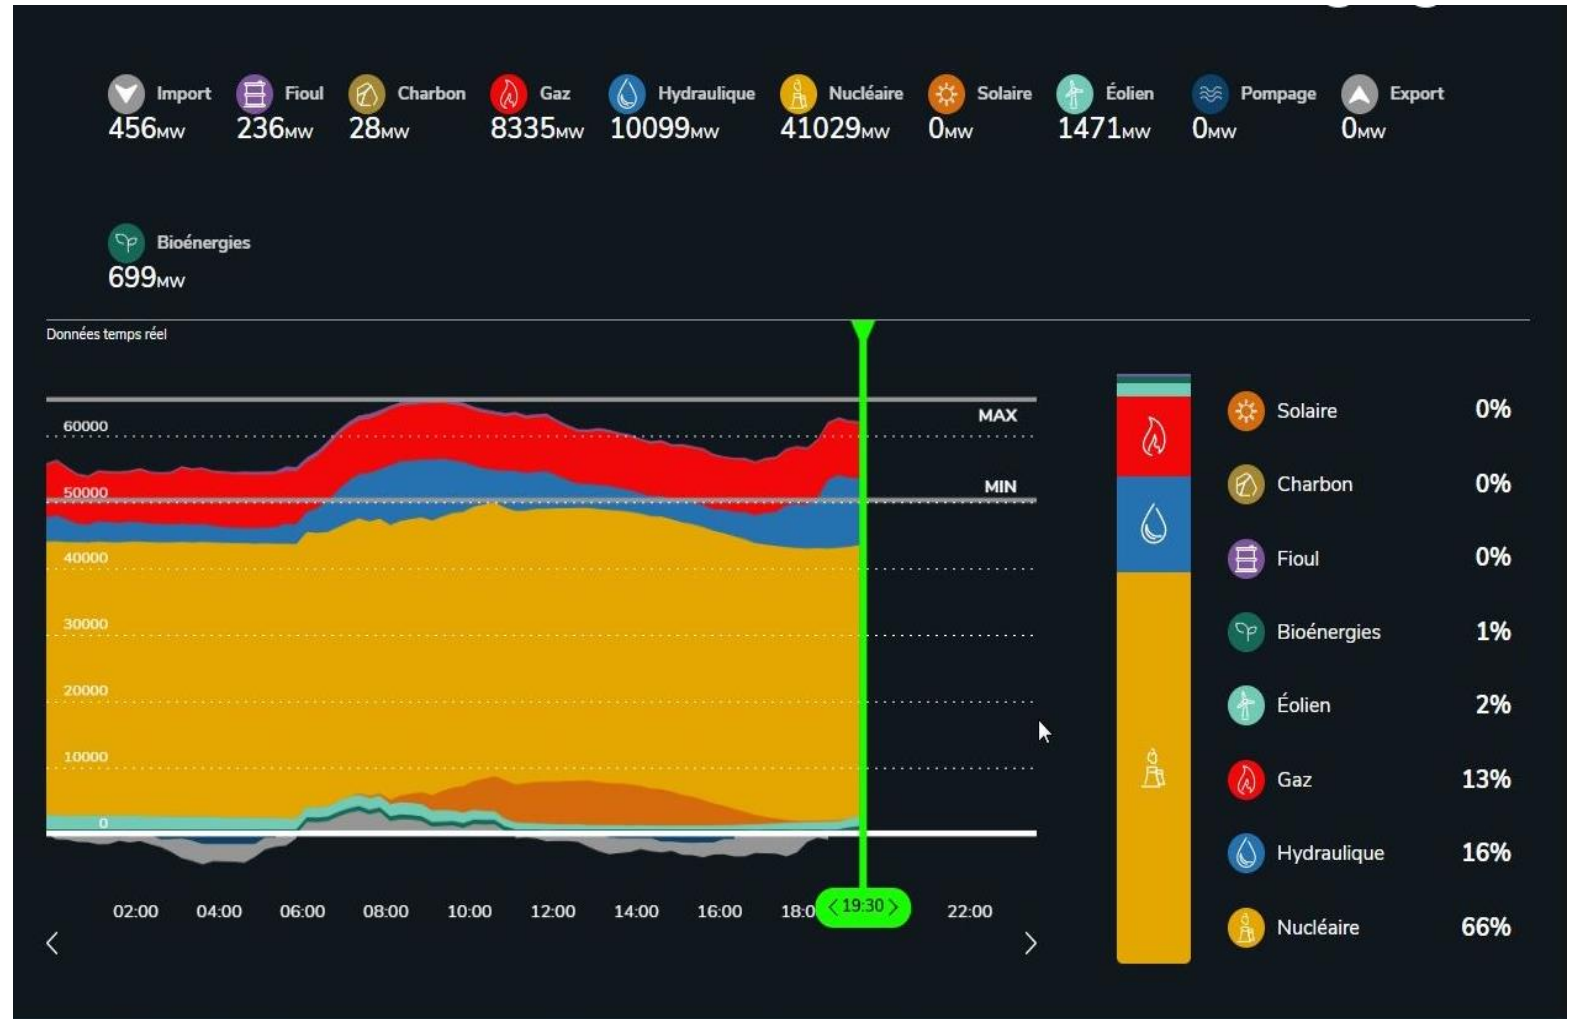 Import Fioul Charbon Gaz Hydraulique Nucléaire Solaire Éolien Pompage Export
456MW 236MW 28MW 8335MW 10099MW 41029MW 0MW 1471MW 0MW 0MW
Bioénergies
699MW
Données temps réel
MAX
60000
MIN
50000
40000
30000
20000
10000
0
02:00 04:00 06:00 08:00 10:00 12:00 14:00 16:00 18:0 <19:30> 22:00
< >
Solaire 0%
Charbon 0%
Fioul 0%
Bioénergies 1%
Éolien 2%
Gaz 13%
Hydraulique 16%
Nucléaire 66%